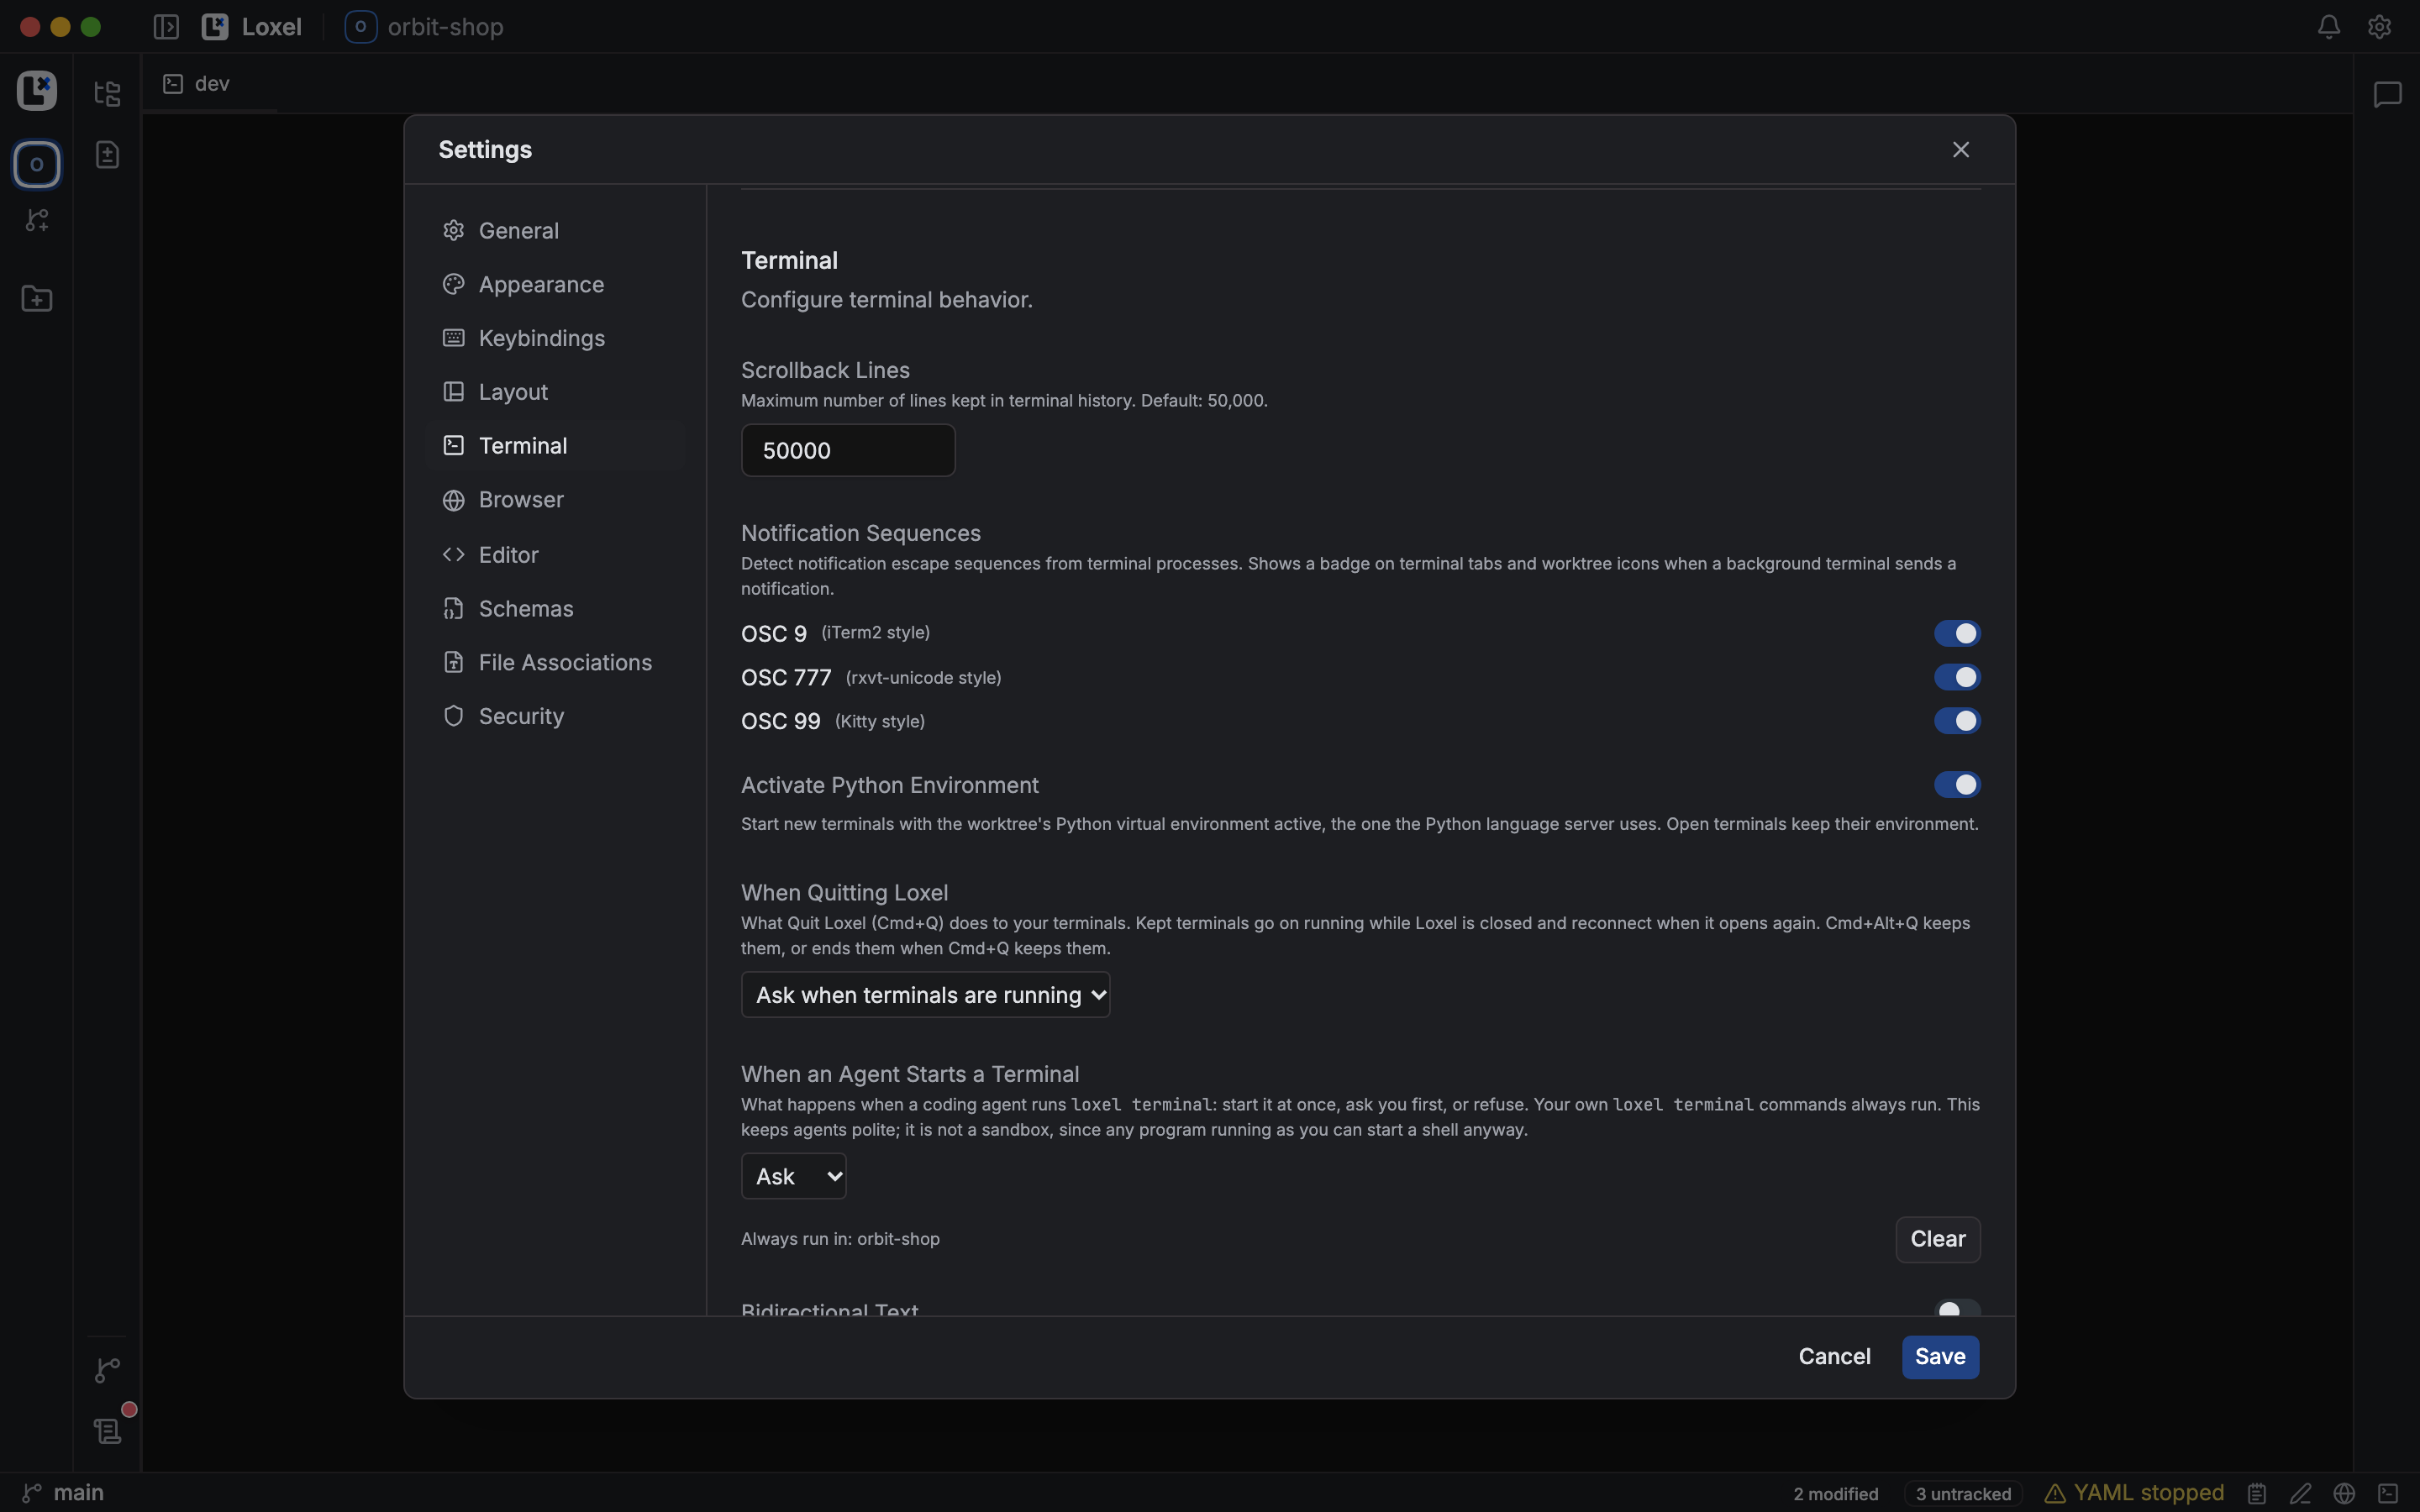 Loxel
O orbit-shop
dev
O
Settings
General
Appearance
Keybindings
Layout
Terminal
Browser
Editor
Schemas
File Associations
Security
Terminal
Configure terminal behavior.
Scrollback Lines
Maximum number of lines kept in terminal history. Default: 50,000.
50000
Notification Sequences
Detect notification escape sequences from terminal processes. Shows a badge on terminal tabs and worktree icons when a background terminal sends a
notification.
OSC 9 (iTerm2 style)
OSC 777 (rxvt-unicode style)
OSC 99 (Kitty style)
Activate Python Environment
Start new terminals with the worktree's Python virtual environment active, the one the Python language server uses. Open terminals keep their environment.
When Quitting Loxel
What Quit Loxel (Cmd+Q) does to your terminals. Kept terminals go on running while Loxel is closed and reconnect when it opens again. Cmd+Alt+Q keeps
them, or ends them when Cmd+Q keeps them.
Ask when terminals are running
When an Agent Starts a Terminal
What happens when a coding agent runs loxel terminal: start it at once, ask you first, or refuse. Your own loxel terminal commands always run. This
keeps agents polite; it is not a sandbox, since any program running as you can start a shell anyway.
Ask
Always run in: orbit-shop
Clear
Bidirectional Text
Cancel
Save
main
2 modified
3 untracked
YAML stopped